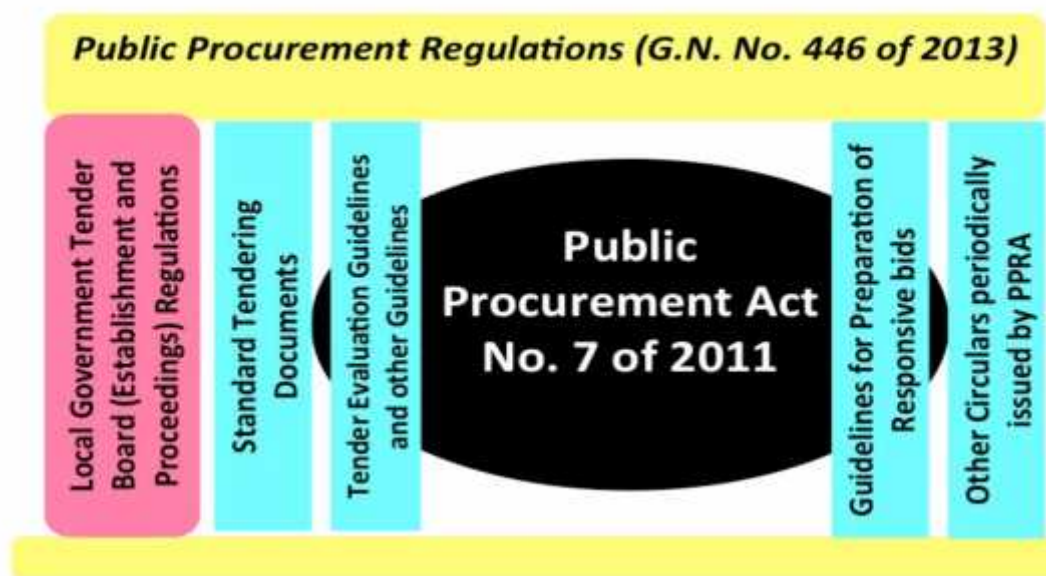 Public Procurement Regulations (G.N. No. 446 of 2013)
Local Government Tender
Board (Establishment and
Proceedings) Regulations
Standard Tendering
Documents
Tender Evaluation Guidelines
and other Guidelines
Public
Procurement Act
No. 7 of 2011
Guidelines for Preparation of
Responsive bids
Other Circulars periodically
issued by PPRA